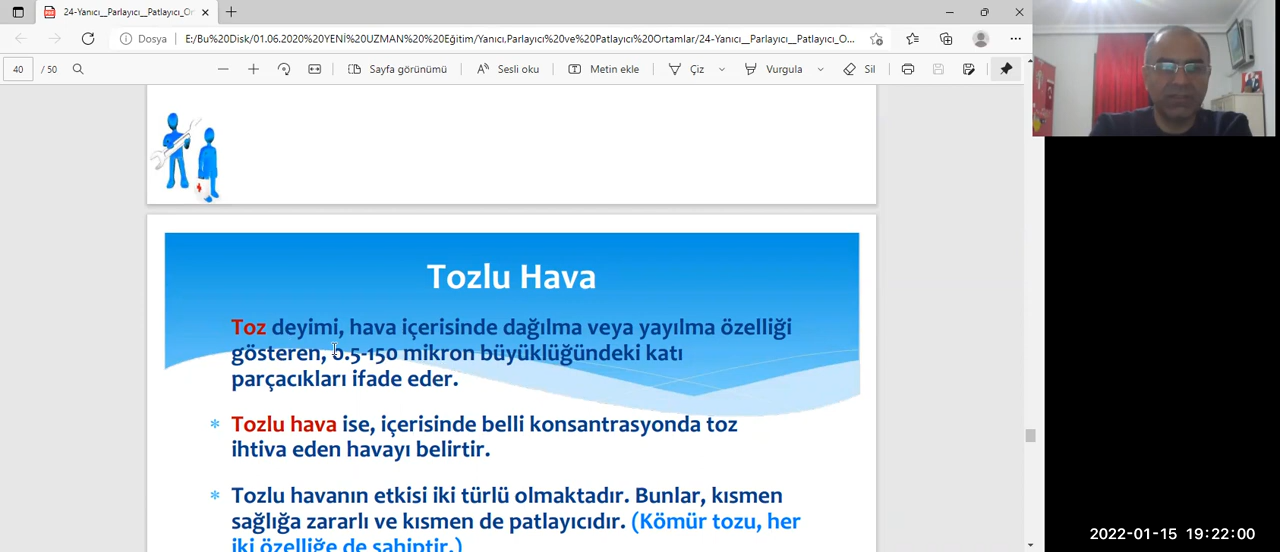 24-Yanıcı__Parlayıcı__Patlayıcı_Or
Dosya
E:/Bu%20Disk/01.06.2020%20YENİ%20UZMAN%20%20Eğitim/Yanıcı,Parlayıcı%20ve%20Patlayıcı%20Ortamlar/24-Yanıcı__Parlayıcı__Patlayıcı_O...
40 / 50
Sayfa görünümü
Sesli oku
Metin ekle
Çiz
Vurgula
Sil
Tozlu Hava
Toz deyimi, hava içerisinde dağılma veya yayılma özelliği
gösteren, 0.5-150 mikron büyüklüğündeki katı
parçacıkları ifade eder.
* Tozlu hava ise, içerisinde belli konsantrasyonda toz
ihtiva eden havayı belirtir.
* Tozlu havanın etkisi iki türlü olmaktadır. Bunlar, kısmen
sağlığa zararlı ve kısmen de patlayıcıdır. (Kömür tozu, her
iki özelliğe de sahiptir.)
2022-01-15 19:22:00